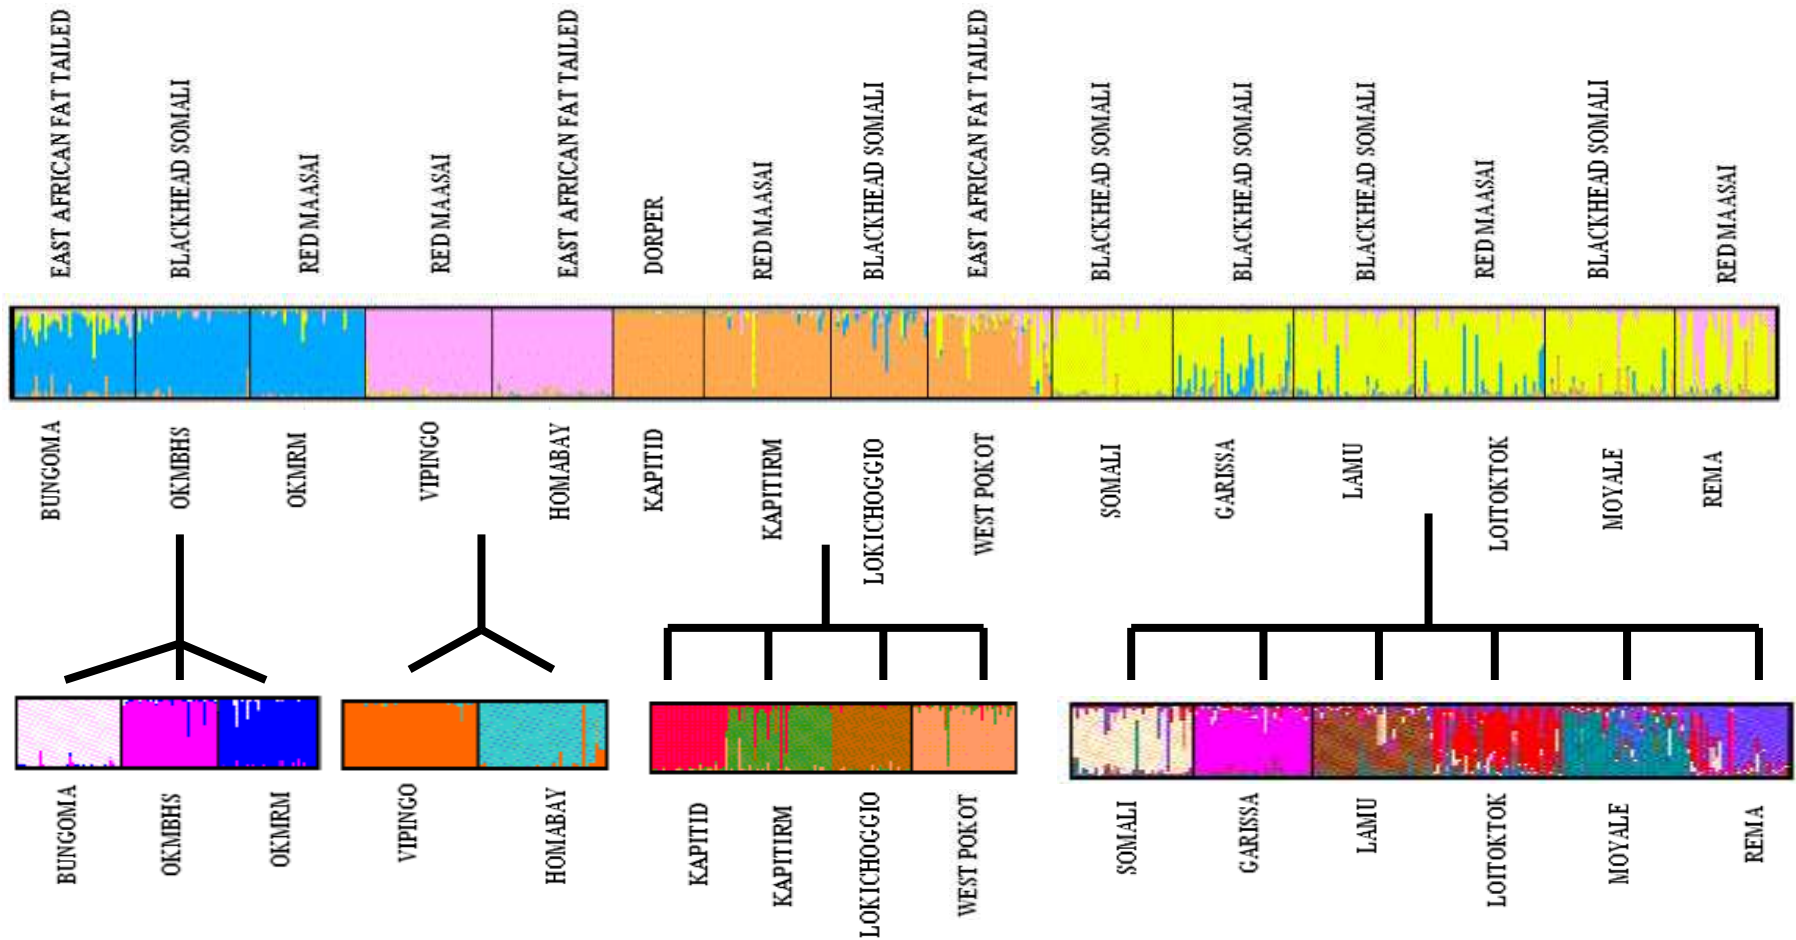 EAST AFRICAN FAT TAILED
BLACKHEAD SOMALI
RED MAASAI
RED MAASAI
EAST AFRICAN FAT TAILED
DORPER
RED MAASAI
BLACKHEAD SOMALI
EAST AFRICAN FAT TAILED
BLACKHEAD SOMALI
BLACKHEAD SOMALI
BLACKHEAD SOMALI
RED MAASAI
BLACKHEAD SOMALI
RED MAASAI
BUNGOMA
OKMBHS
OKMRM
VIPINGO
HOMABAY
KAPITID
KAPITIRM
LOKICHOGGIO
WEST POKOT
SOMALI
GARISSA
LAMU
LOITOKTOK
MOYALE
REMA
BUNGOMA
OKMBHS
OKMRM
VIPINGO
HOMABAY
KAPITID
KAPITIRM
LOKICHOGGIO
WEST POKOT
SOMALI
GARISSA
LAMU
LOITOKTOK
MOYALE
REMA